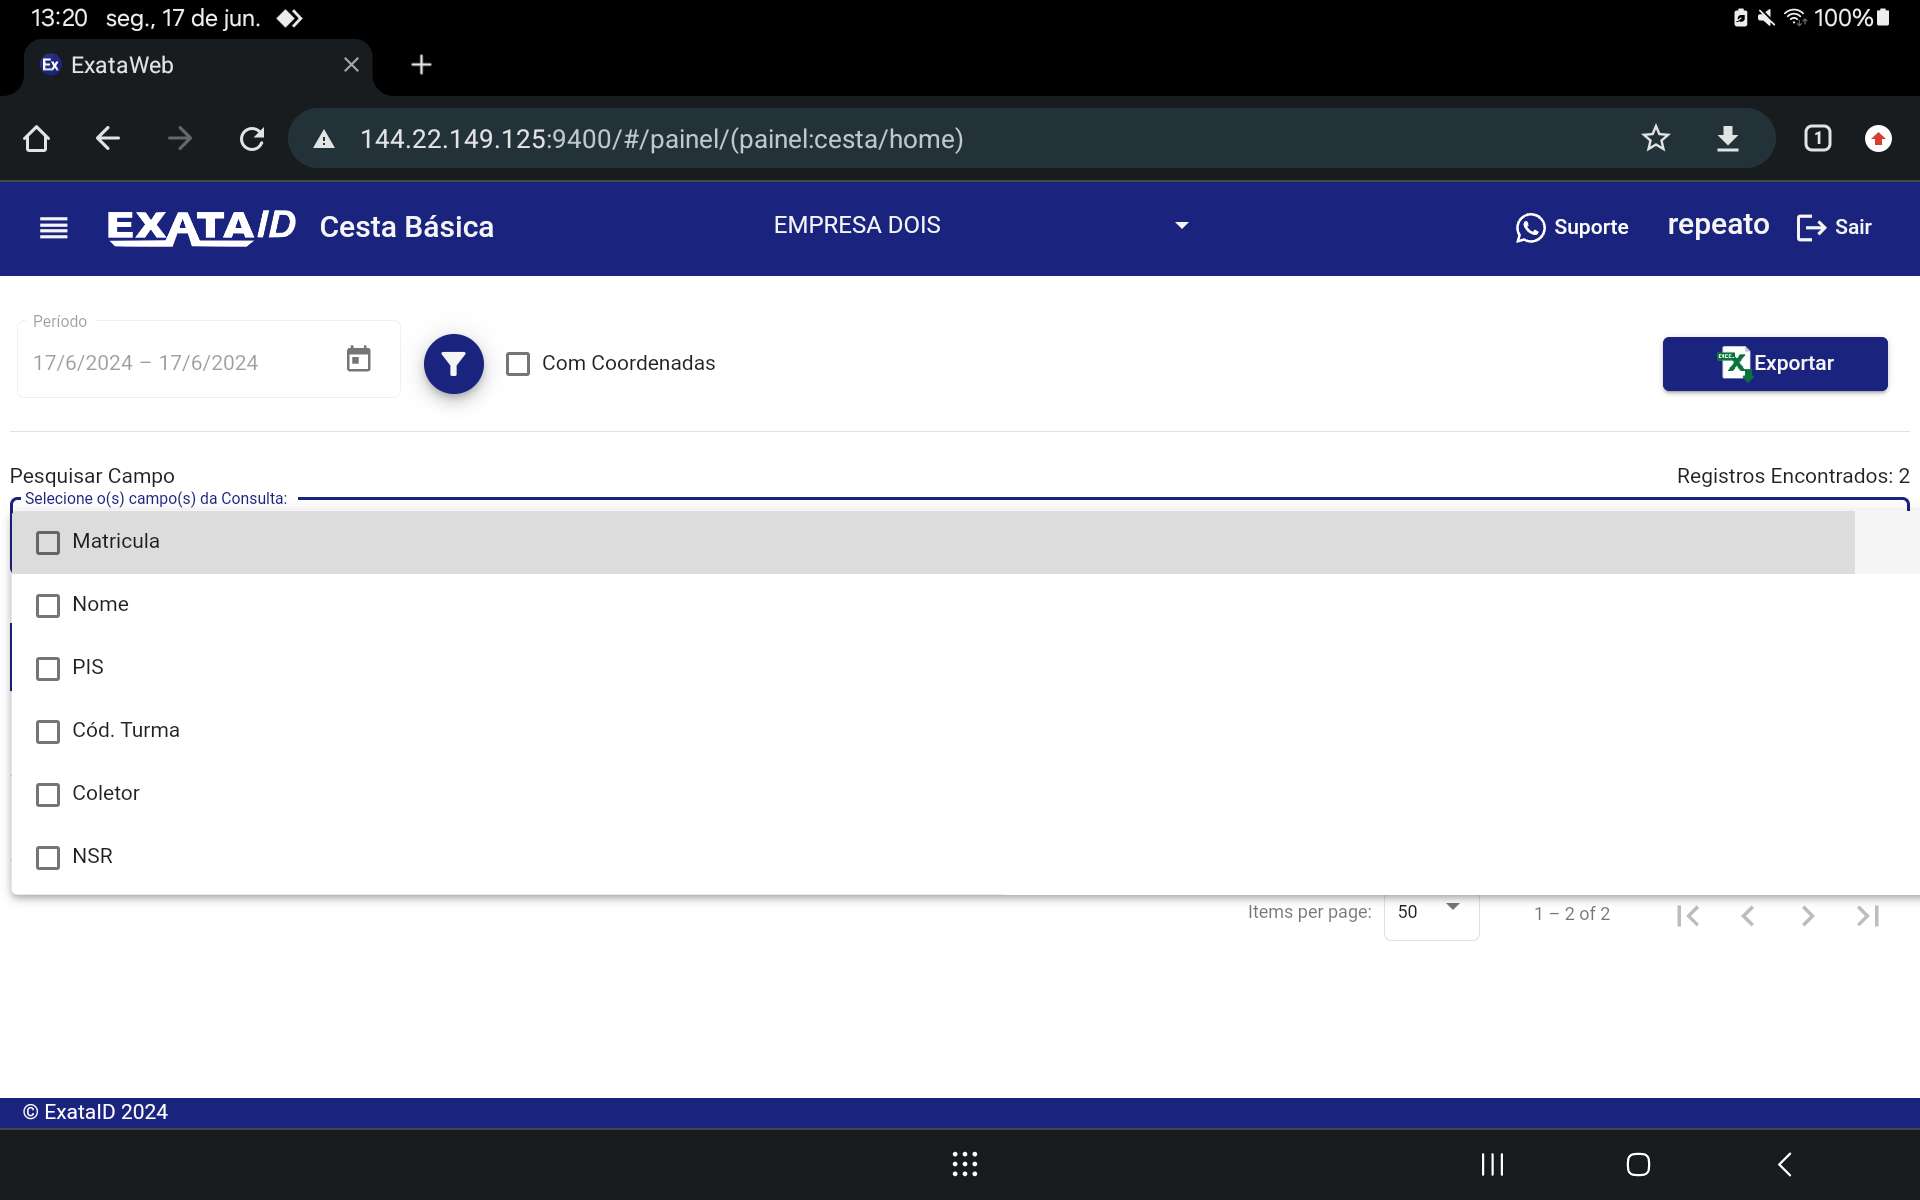 13:20 seg., 17 de jun. 100%
Ex ExataWeb
144.22.149.125:9400/#/painel/(painel:cesta/home) 1
EXATAID Cesta Básica EMPRESA DOIS Suporte repeato Sair
Período
17/6/2024 – 17/6/2024 Com Coordenadas Exportar
Pesquisar Campo Registros Encontrados: 2
Selecione o(s) campo(s) da Consulta:
Matricula
Nome
PIS
Cód. Turma
Coletor
NSR
Items per page: 50 1 – 2 of 2
© ExataID 2024